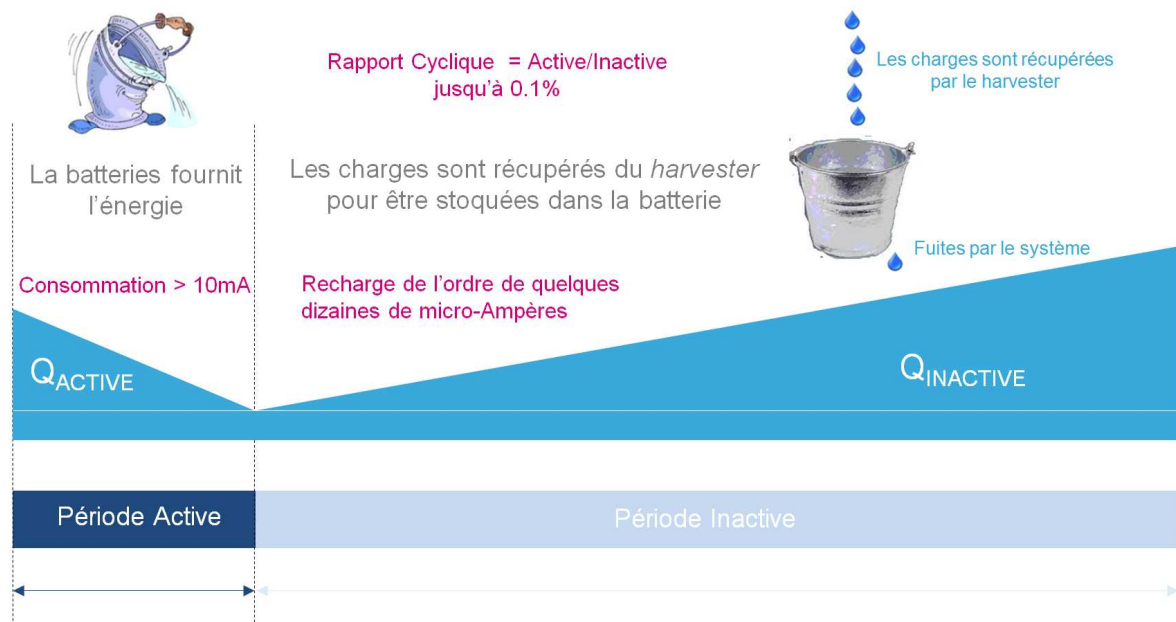 Rapport Cyclique = Active/Inactive
jusqu'à 0.1%
Les charges sont récupérées
par le harvester
La batteries fournit
l'énergie
Les charges sont récupérés du harvester
pour être stoquées dans la batterie
Fuites par le système
Consommation > 10mA
Recharge de l'ordre de quelques
dizaines de micro-Ampères
QACTIVE
QINACTIVE
Période Active
Période Inactive